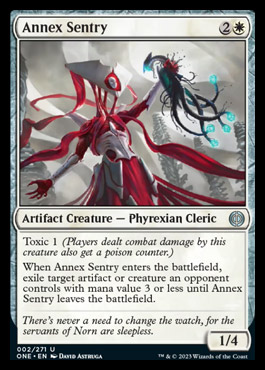 Annex Sentry 2
Artifact Creature — Phyrexian Cleric
Toxic 1 (Players dealt combat damage by this
creature also get a poison counter.)
When Annex Sentry enters the battlefield,
exile target artifact or creature an opponent
controls with mana value 3 or less until Annex
Sentry leaves the battlefield.
There's never a need to change the watch, for the
servants of Norn are sleepless.
1/4
002/271 U
ONE • EN DAVID ASTRUGA
™ & © 2023 Wizards of the Coast